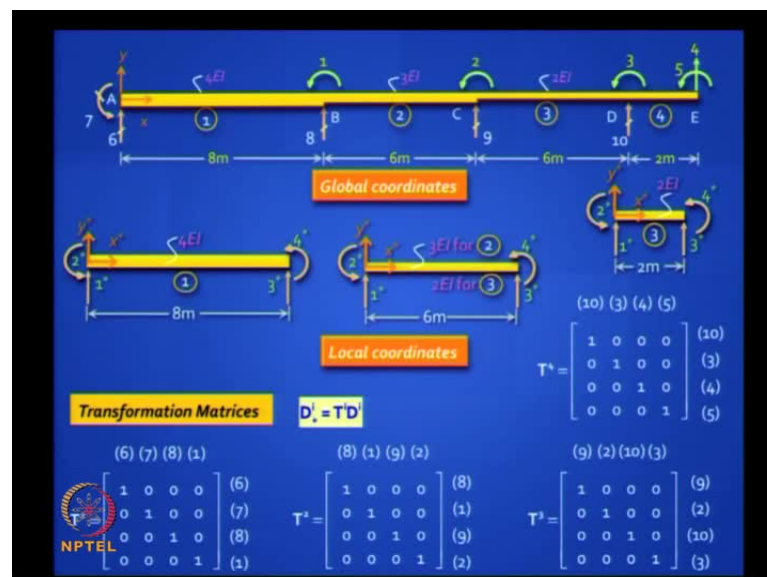 y
4EI
1
3EI
2
2EI
3
4
5
A
7
x
1
B
2
C
3
D
4
E
6
8
9
10
8m
6m
6m
2m
Global coordinates
y*
x*
4EI
2*
4*
1
1*
3*
8m
y*
x*
3EI for 2
2EI for 3
2*
4*
1*
3*
6m
y*
x*
2EI
2*
4*
3
1*
3*
2m
Local coordinates
Transformation Matrices
D*i = TiDi
(10) (3) (4) (5)
1 0 0 0 (10)
0 1 0 0 (3)
T4 =
0 0 1 0 (4)
0 0 0 1 (5)
(6) (7) (8) (1)
1 0 0 0 (6)
0 1 0 0 (7)
0 0 1 0 (8)
0 0 0 1 (1)
NPTEL
(8) (1) (9) (2)
1 0 0 0 (8)
0 1 0 0 (1)
T2 =
0 0 1 0 (9)
0 0 0 1 (2)
(9) (2) (10) (3)
1 0 0 0 (9)
0 1 0 0 (2)
T3 =
0 0 1 0 (10)
0 0 0 1 (3)